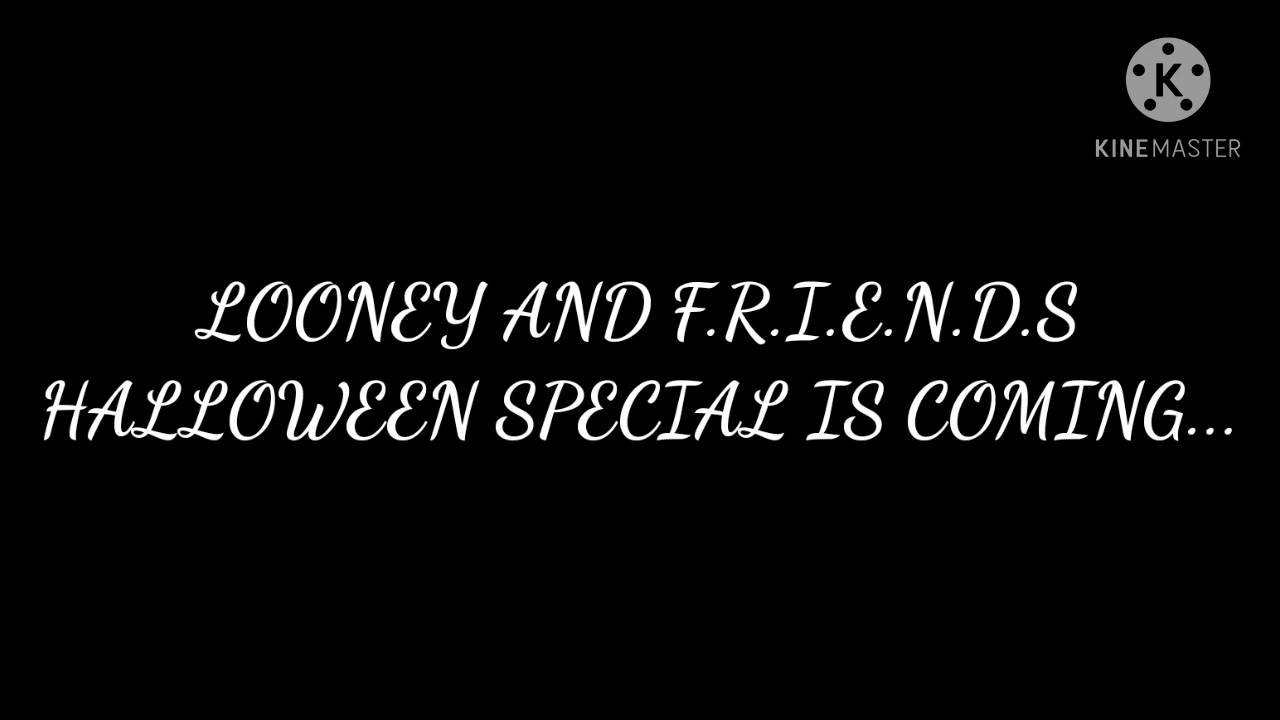 K
KINEMASTER
LOONEY AND F.R.I.E.N.D.S
HALLOWEEN SPECIAL IS COMING...